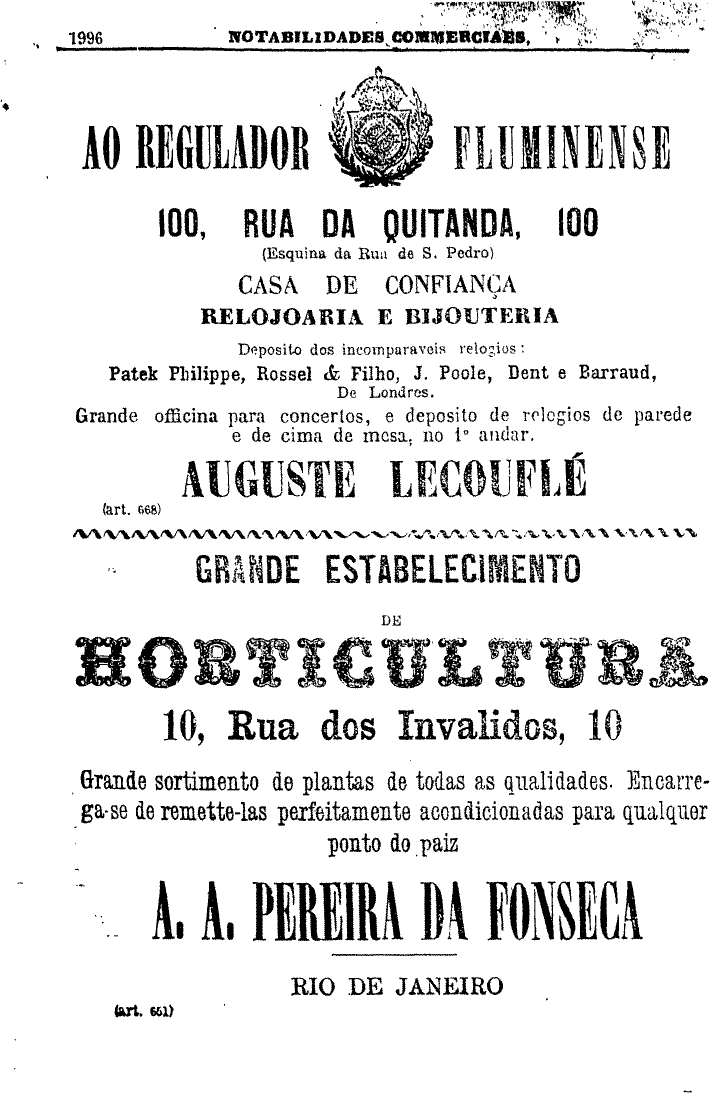 1996 NOTABILIDADES COMMERCIAES,
AO REGULADOR FLUMINENSE
100, RUA DA QUITANDA, 100
(Esquina da Rua de S. Pedro)
CASA DE CONFIANÇA
RELOJOARIA E BIJOUTERIA
Deposito dos incomparaveis relogios:
Patek Philippe, Rossel & Filho, J. Poole, Dent e Barraud,
De Londres.
Grande officina para concertos, e deposito de relogios de parede
e de cima de mesa, no 1º andar.
AUGUSTE LECOUFLÉ
(art. 668)
GRANDE ESTABELECIMENTO
DE
HORTICULTURA
10, Rua dos Invalidos, 10
Grande sortimento de plantas de todas as qualidades. Encarre-
ga-se de remette-las perfeitamente acondicionadas para qualquer
ponto do paiz
A. A. PEREIRA DA FONSECA
RIO DE JANEIRO
(art. 651)